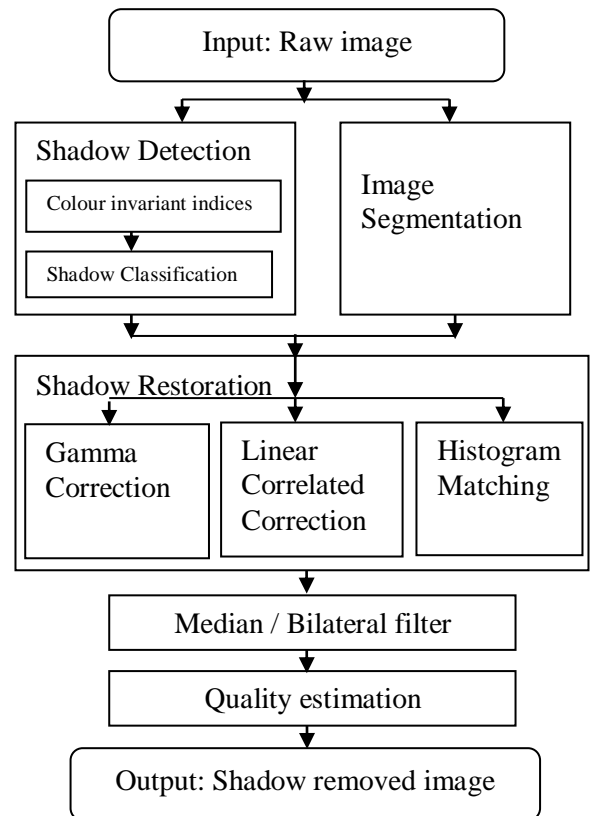 Input: Raw image
Shadow Detection
Colour invariant indices
Shadow Classification
Image
Segmentation
Shadow Restoration
Gamma
Correction
Linear
Correlated
Correction
Histogram
Matching
Median / Bilateral filter
Quality estimation
Output: Shadow removed image